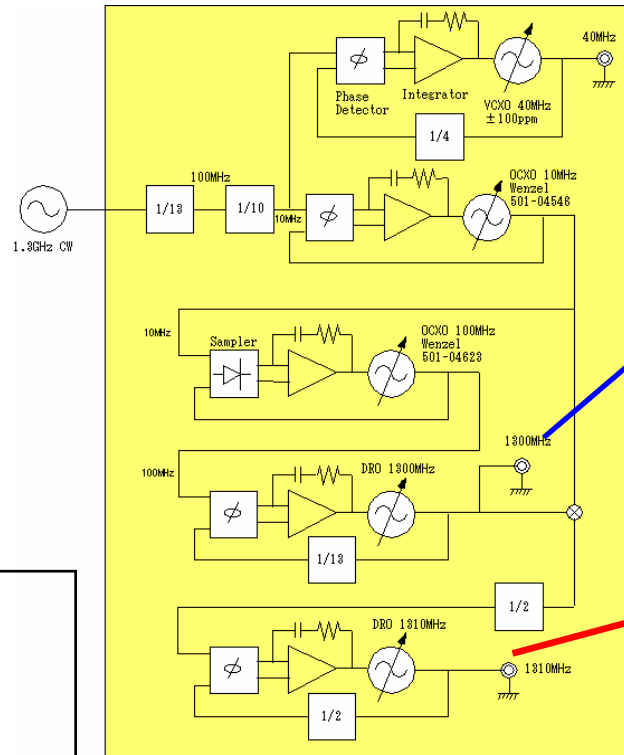 40MHz
ϕ
Phase
Detector
Integrator
VCXO 40MHz
±100ppm
1/4
100MHz
OCXO 10MHz
Wenzel
501-04546
1/13
1/10
10MHz
ϕ
1.3GHz CW
10MHz
Sampler
OCXO 100MHz
Wenzel
501-04623
1300MHz
100MHz
DRO 1300MHz
ϕ
1/13
1/2
DRO 1310MHz
ϕ
1310MHz
1/2